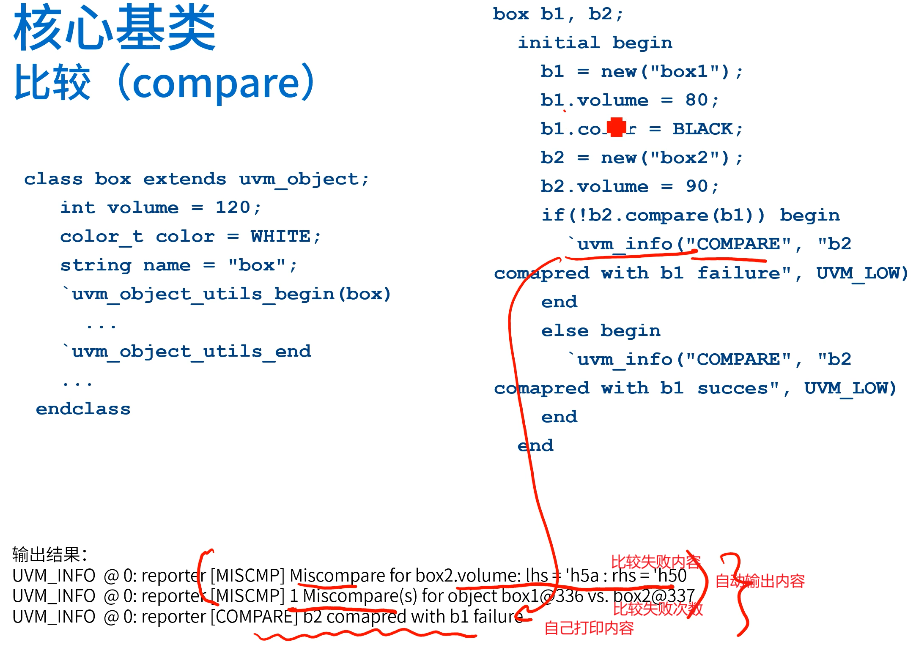 核心基类
比较（compare）
class box extends uvm_object;
int volume = 120;
color_t color = WHITE;
string name = "box";
`uvm_object_utils_begin(box)
...
`uvm_object_utils_end
...
endclass
box b1, b2;
initial begin
b1 = new("box1");
b1.volume = 80;
b1.co r = BLACK;
b2 = new("box2");
b2.volume = 90;
if(!b2.compare(b1)) begin
`uvm_info("COMPARE", "b2
comapred with b1 failure", UVM_LOW)
end
else begin
`uvm_info("COMPARE", "b2
comapred with b1 succes", UVM_LOW)
end
end
输出结果：
比较失败内容
UVM_INFO @ 0: reporter [MISCMP] Miscompare for box2.volume: lhs = 'h5a : rhs = 'h50
自动输出内容
UVM_INFO @ 0: reporter [MISCMP] 1 Miscompare(s) for object box1@336 vs. box2@337
比较失败次数
UVM_INFO @ 0: reporter [COMPARE] b2 comapred with b1 failure
自己打印内容